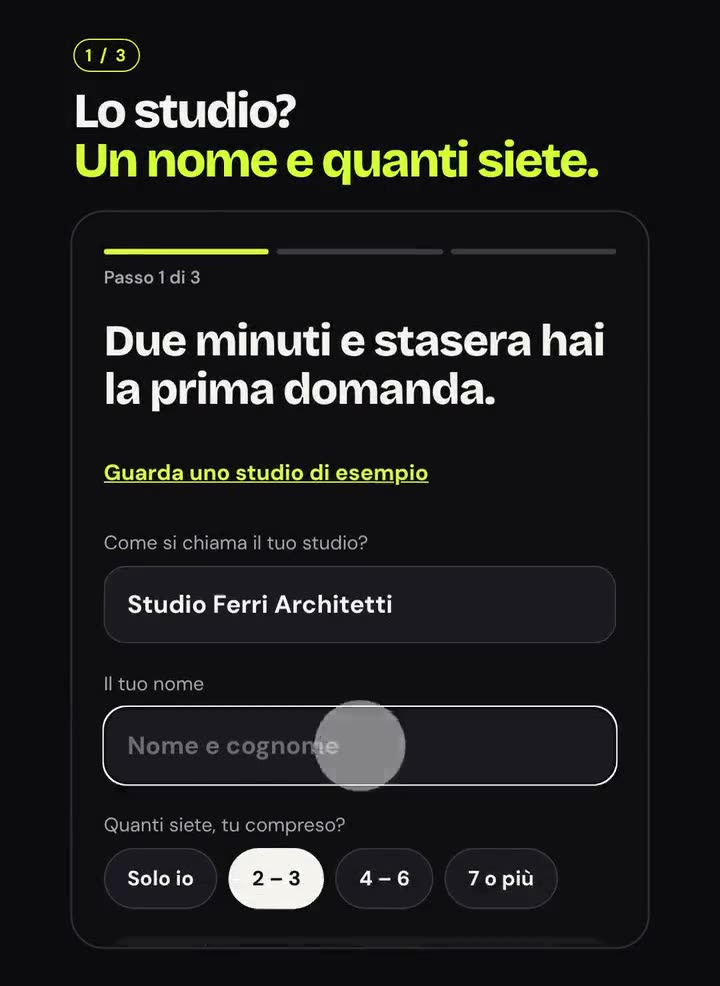 1 / 3
Lo studio?
Un nome e quanti siete.
Passo 1 di 3
Due minuti e stasera hai
la prima domanda.
Guarda uno studio di esempio
Come si chiama il tuo studio?
Studio Ferri Architetti
Il tuo nome
Nome e cognome
Quanti siete, tu compreso?
Solo io
2 – 3
4 – 6
7 o più